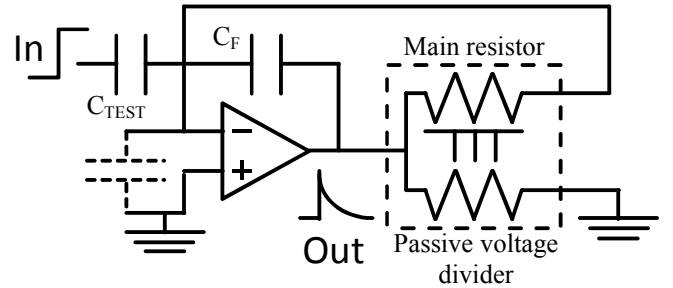 In
C_TEST
C_F
Main resistor
−
+
Out
Passive voltage
divider